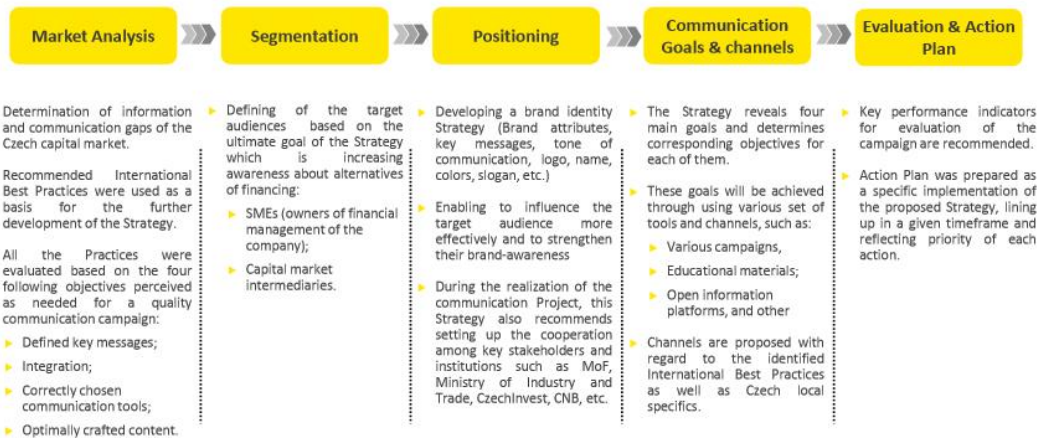 Market Analysis
Segmentation
Positioning
Communication
Goals & channels
Evaluation & Action
Plan
Determination of information
and communication gaps of the
Czech capital market.
Recommended International
Best Practices were used as a
basis for the further
development of the Strategy.
All the Practices were
evaluated based on the four
following objectives perceived
as needed for a quality
communication campaign:
Defined key messages;
Integration;
Correctly chosen
communication tools;
Optimally crafted content.
Defining of the target
audiences based on the
ultimate goal of the Strategy
which is increasing
awareness about alternatives
of financing:
SMEs (owners of financial
management of the
company);
Capital market
intermediaries.
Developing a brand identity
Strategy (Brand attributes,
key messages, tone of
communication, logo, name,
colors, slogan, etc.)
Enabling to influence the
target audience more
effectively and to strengthen
their brand-awareness
During the realization of the
communication Project, this
Strategy also recommends
setting up the cooperation
among key stakeholders and
institutions such as MoF,
Ministry of Industry and
Trade, CzechInvest, CNB, etc.
The Strategy reveals four
main goals and determines
corresponding objectives for
each of them.
These goals will be achieved
through using various set of
tools and channels, such as:
Various campaigns,
Educational materials;
Open information
platforms, and other
Channels are proposed with
regard to the identified
International Best Practices
as well as Czech local
specifics.
Key performance indicators
for evaluation of the
campaign are recommended.
Action Plan was prepared as
a specific implementation of
the proposed Strategy, lining
up in a given timeframe and
reflecting priority of each
action.